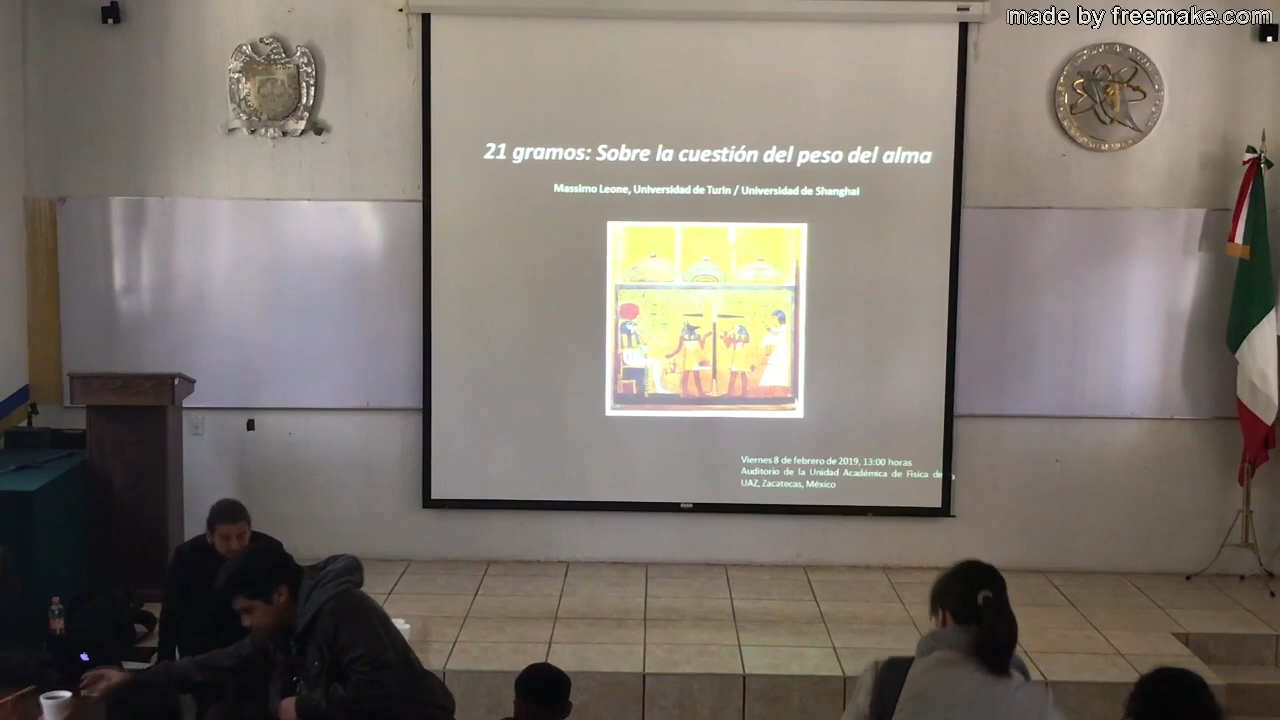 made by freemake.com
21 gramos: Sobre la cuestión del peso del alma
Massimo Leone, Universidad de Turin / Universidad de Shanghai
Viernes 8 de febrero de 2019, 13:00 horas
Auditorio de la Unidad Académica de Física de la
UAZ, Zacatecas, México